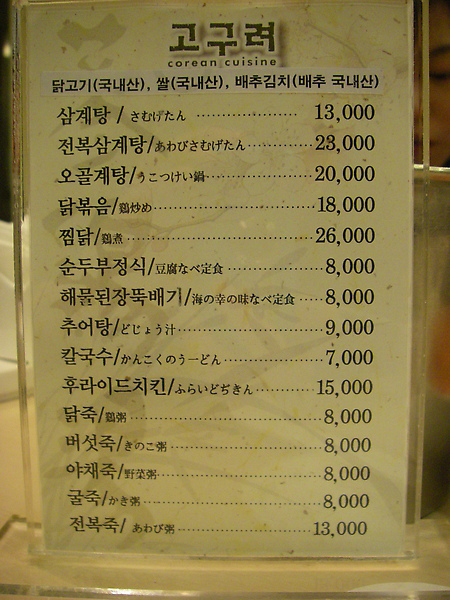 고구려
corean cuisine
닭고기(국내산), 쌀(국내산), 배추김치(배추 국내산)
삼계탕 / さむげたん ........................ 13,000
전복삼계탕/あわびさむげたん ............... 23,000
오골계탕/うこつけい鍋 ..................... 20,000
닭볶음/鶏炒め ............................. 18,000
찜닭/鶏煮 ................................. 26,000
순두부정식/豆腐なべ定食 ................... 8,000
해물된장뚝배기/海の幸の味なべ定食 ......... 8,000
추어탕/どじょう汁 ......................... 9,000
칼국수/かんこくのうーどん ................. 7,000
후라이드치킨/ふらいどぢきん ............... 15,000
닭죽/鶏粥 ................................. 8,000
버섯죽/きのこ粥 ........................... 8,000
야채죽/野菜粥 ............................. 8,000
굴죽/かき粥 ............................... 8,000
전복죽/ あわび粥 .......................... 13,000